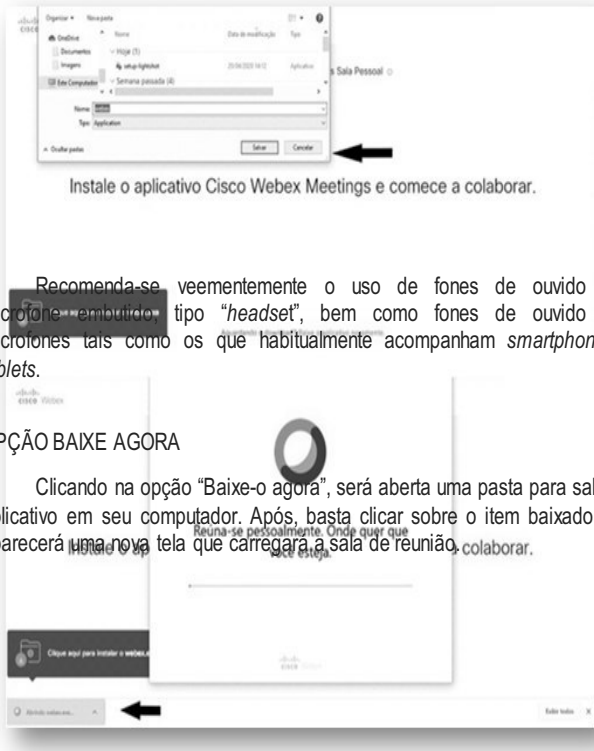 Organizar Nova pasta
OneDrive
Documentos
Imagens
Este Computador
Nome Data de modificação Tipo
Hoje (1)
setup-lightshot 20/04/2020 14:12 Aplicativo
Semana passada (4)
Nome: webex
Tipo: Application
Ocultar pastas Salvar Cancelar
s Sala Pessoal
Instale o aplicativo Cisco Webex Meetings e comece a colaborar.
Recomenda-se veementemente o uso de fones de ouvido
crofone embutido, tipo “headset”, bem como fones de ouvido
crofones tais como os que habitualmente acompanham smartphon
blets.
cisco Webex
PÇÃO BAIXE AGORA
Clicando na opção “Baixe-o agora”, será aberta uma pasta para sal
plicativo em seu computador. Após, basta clicar sobre o item baixado
parecerá uma nova tela que carregará a sala de reunião.
Reúna-se pessoalmente. Onde quer que
você esteja.
Instale o ap colaborar.
Clique aqui para instalar o
cisco
Exibir todos X